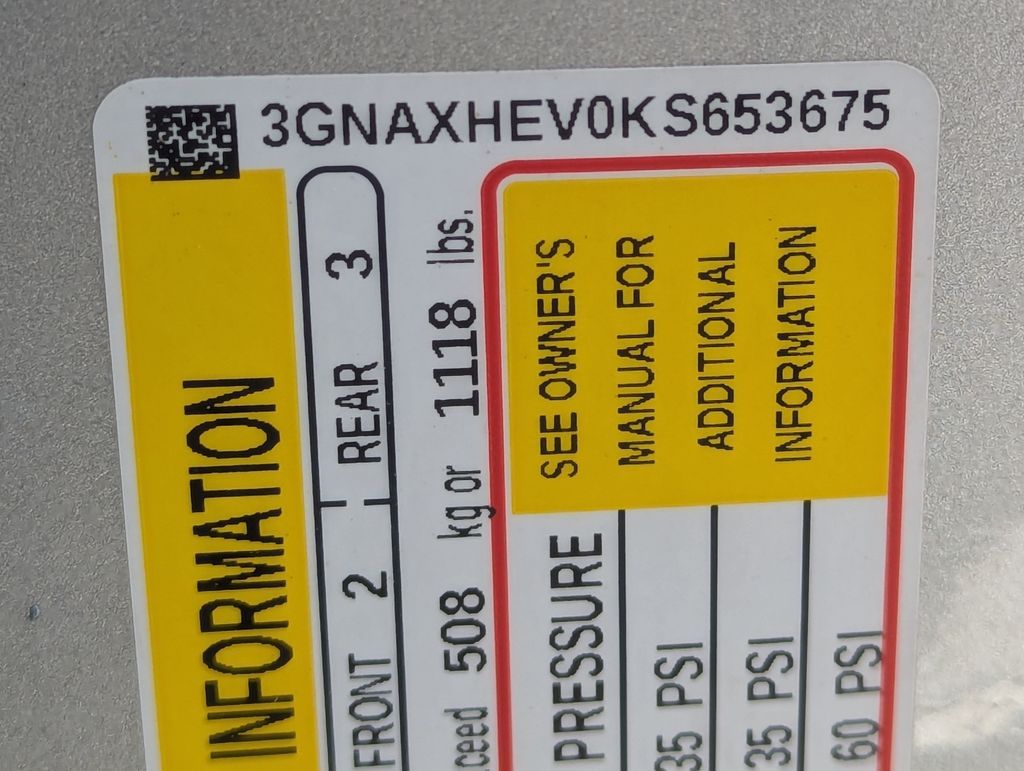 3GNAXHEV0KS653675
INFORMATION
FRONT 2 REAR 3
508 kg or 1118 lbs.
PRESSURE
35 PSI
35 PSI
60 PSI
SEE OWNER'S
MANUAL FOR
ADDITIONAL
INFORMATION